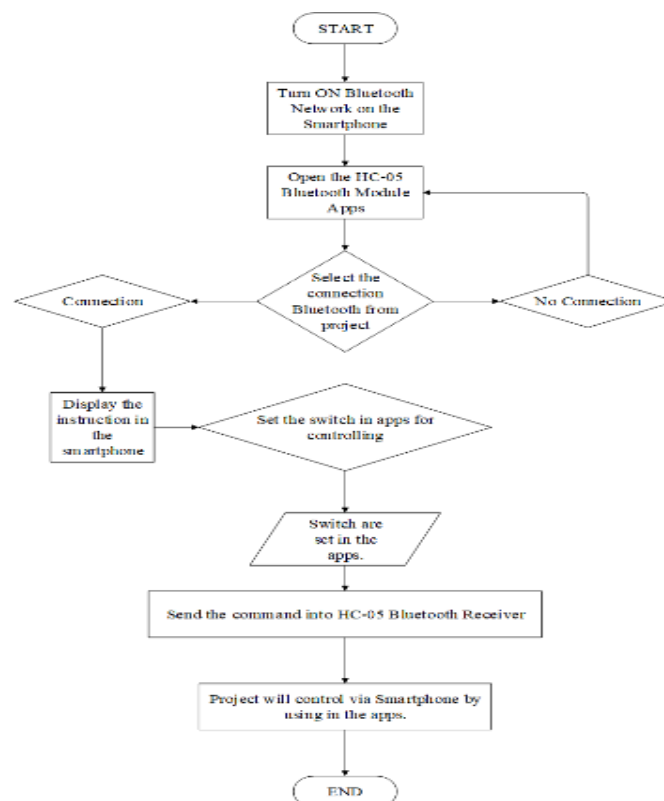 START
Turn ON Bluetooth
Network on the
Smartphone
Open the HC-05
Bluetooth Module
Apps
Select the
connection
Bluetooth from
project
Connection
No Connection
Display the
instruction in
the
smartphone
Set the switch in apps for
controlling
Switch are
set in the
apps.
Send the command into HC-05 Bluetooth Receiver
Project will control via Smartphone by
using in the apps.
END